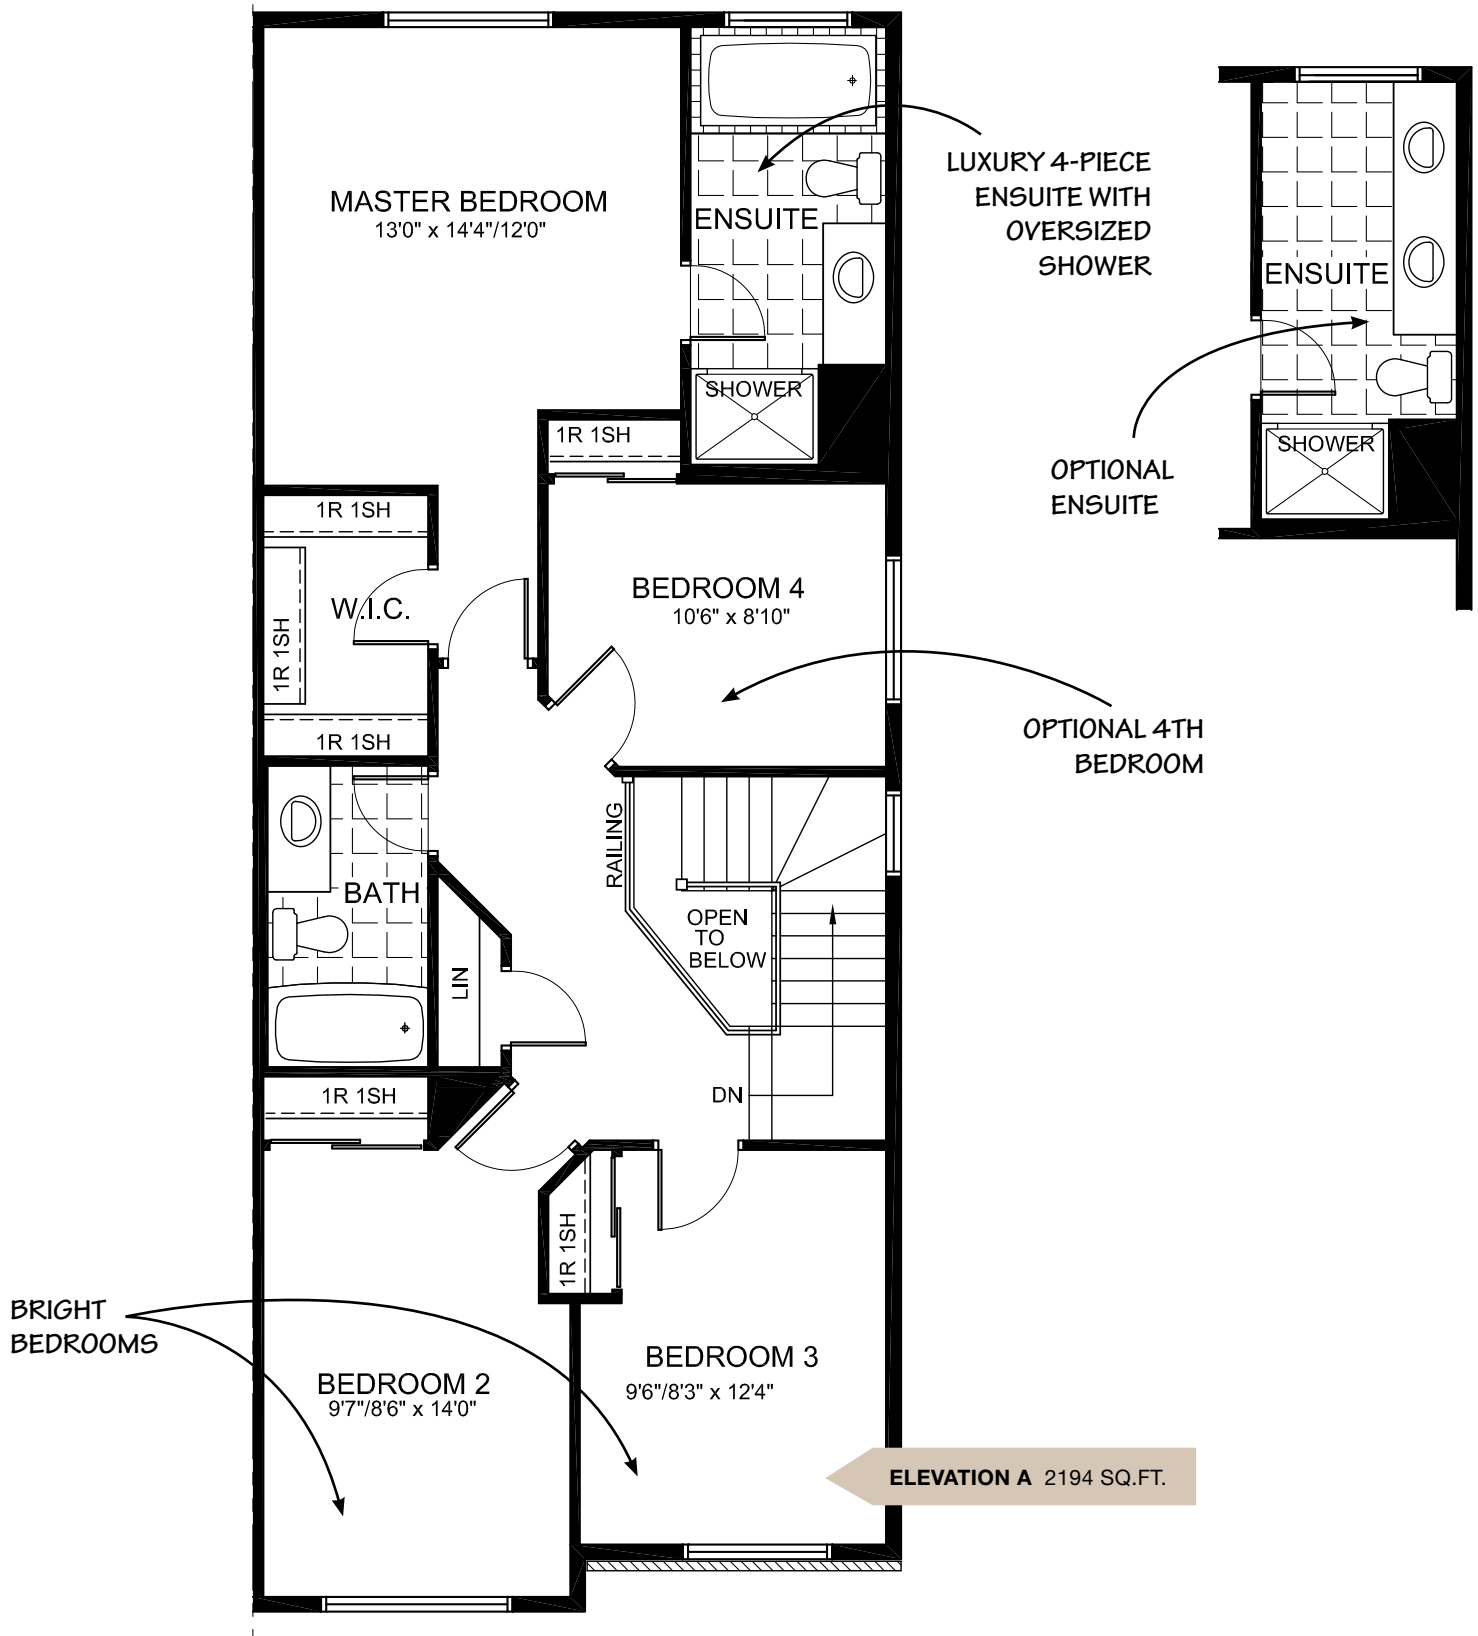 MASTER BEDROOM
13'0" x 14'4"/12'0"
ENSUITE
LUXURY 4-PIECE
ENSUITE WITH
OVERSIZED
SHOWER
ENSUITE
SHOWER
SHOWER
OPTIONAL
ENSUITE
1R 1SH
1R 1SH
W.I.C.
1R 1SH
1R 1SH
BEDROOM 4
10'6" x 8'10"
OPTIONAL 4TH
BEDROOM
RAILING
BATH
OPEN
TO
BELOW
LIN
DN
1R 1SH
1R 1SH
BRIGHT
BEDROOMS
BEDROOM 2
9'7"/8'6" x 14'0"
BEDROOM 3
9'6"/8'3" x 12'4"
ELEVATION A 2194 SQ.FT.